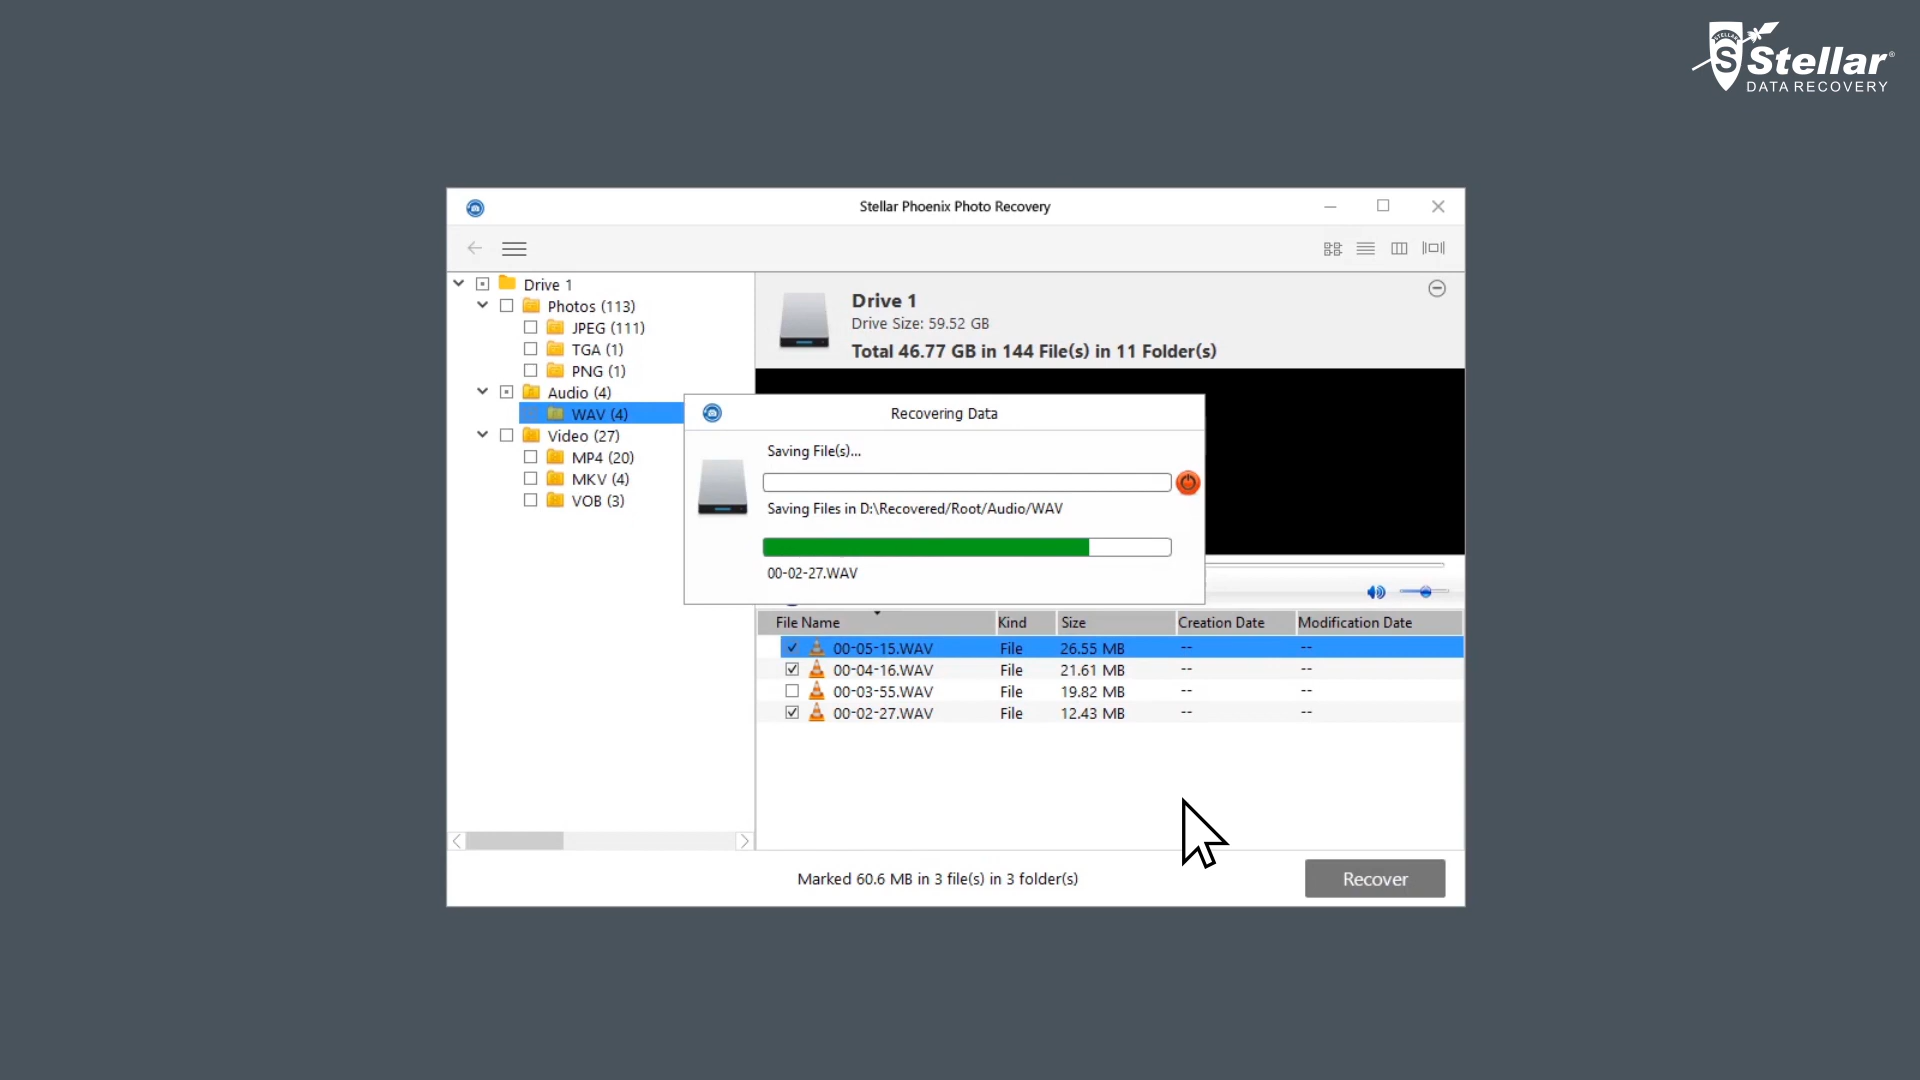 STELLAR
S
Stellar®
DATA RECOVERY
Stellar Phoenix Photo Recovery
Drive 1
Photos (113)
JPEG (111)
TGA (1)
PNG (1)
Audio (4)
WAV (4)
Video (27)
MP4 (20)
MKV (4)
VOB (3)
Drive 1
Drive Size: 59.52 GB
Total 46.77 GB in 144 File(s) in 11 Folder(s)
Recovering Data
Saving File(s)...
Saving Files in D:\Recovered/Root/Audio/WAV
00-02-27.WAV
File Name Kind Size Creation Date Modification Date
00-05-15.WAV File 26.55 MB -- --
00-04-16.WAV File 21.61 MB -- --
00-03-55.WAV File 19.82 MB -- --
00-02-27.WAV File 12.43 MB -- --
Marked 60.6 MB in 3 file(s) in 3 folder(s)
Recover